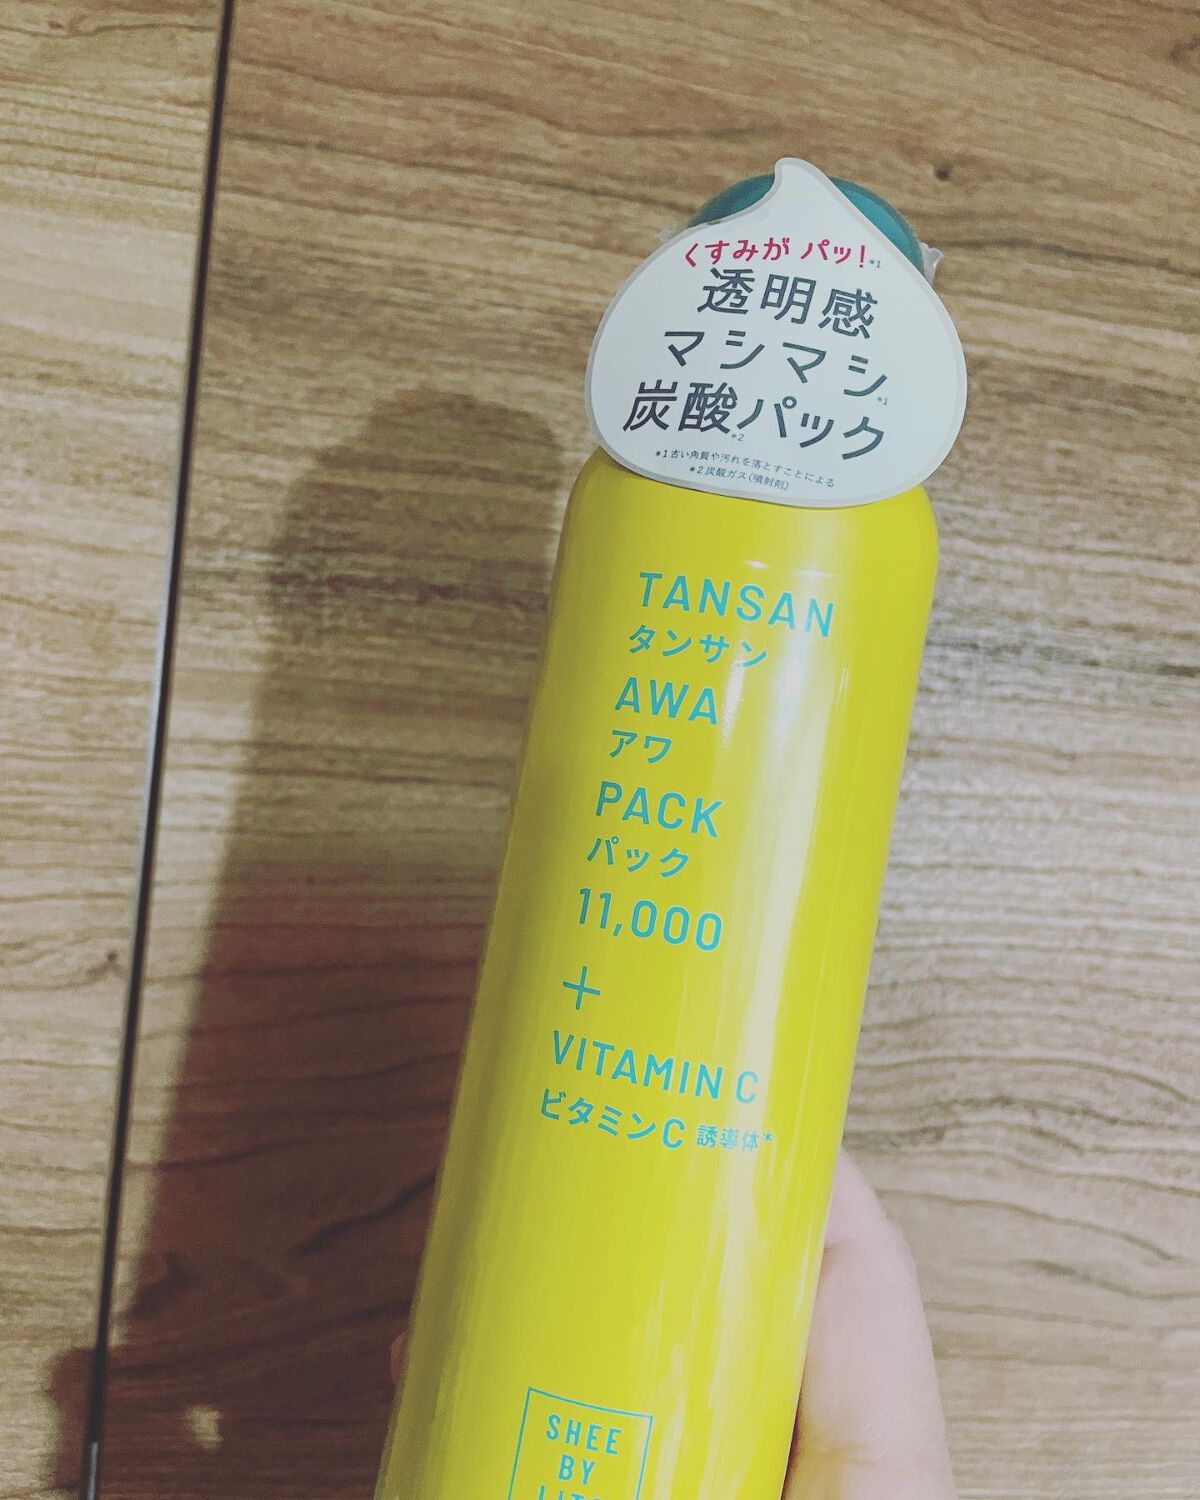 くすみが パッ!*1
透明感
マシマシ*1
炭酸*2パック
*1 古い角質や汚れを落とすことによる
*2 炭酸ガス(噴射剤)
TANSAN
タンサン
AWA
アワ
PACK
パック
11,000
+
VITAMIN C
ビタミンC 誘導体*
SHEE
BY